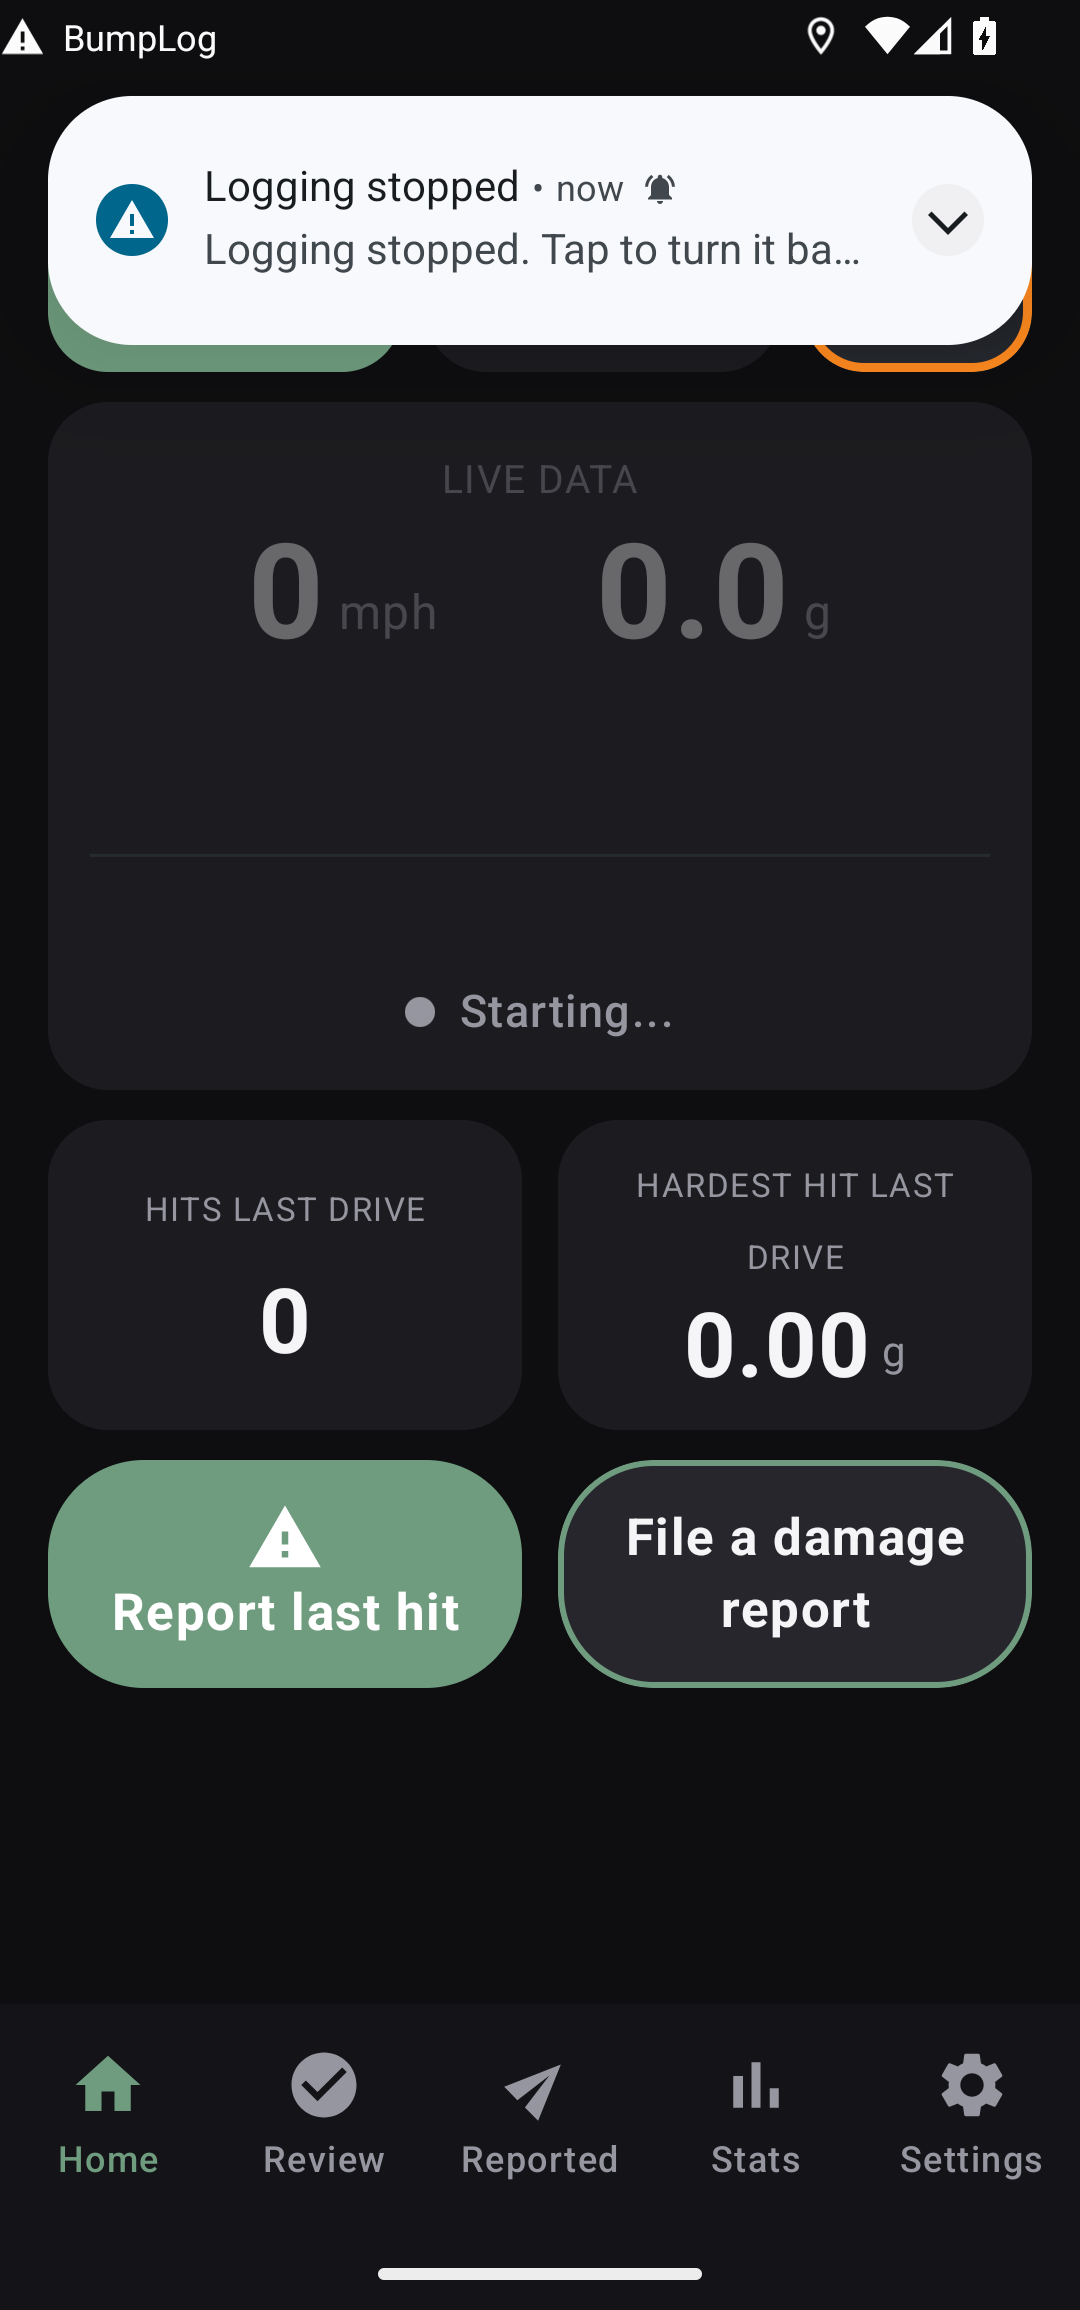 BumpLog
Logging stopped • now
Logging stopped. Tap to turn it ba…
LIVE DATA
0 mph 0.0 g
Starting...
HITS LAST DRIVE
0
HARDEST HIT LAST
DRIVE
0.00 g
Report last hit
File a damage
report
Home
Review
Reported
Stats
Settings